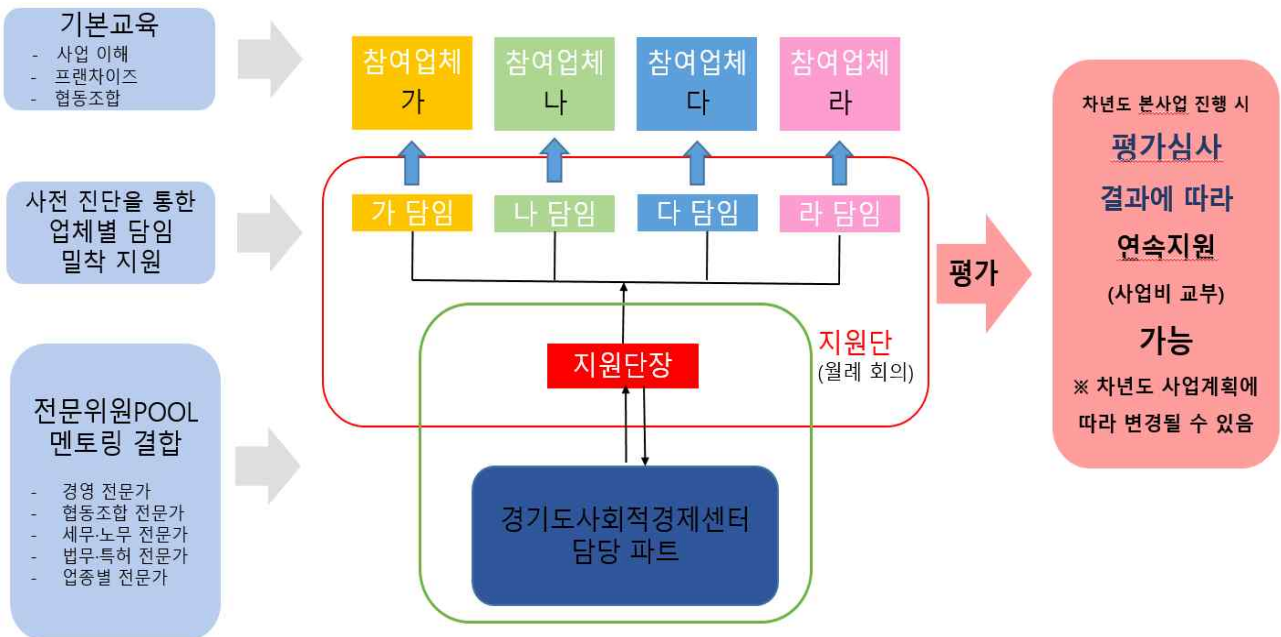 기본교육
- 사업 이해
- 프랜차이즈
- 협동조합
참여업체
가
참여업체
나
참여업체
다
참여업체
라
사전 진단을 통한
업체별 담임
밀착 지원
가 담임
나 담임
다 담임
라 담임
지원단장
지원단
(월례 회의)
전문위원POOL
멘토링 결합
- 경영 전문가
- 협동조합 전문가
- 세무·노무 전문가
- 법무·특허 전문가
- 업종별 전문가
경기도사회적경제센터
담당 파트
평가
차년도 본사업 진행 시
평가심사
결과에 따라
연속지원
(사업비 교부)
가능
※ 차년도 사업계획에
따라 변경될 수 있음